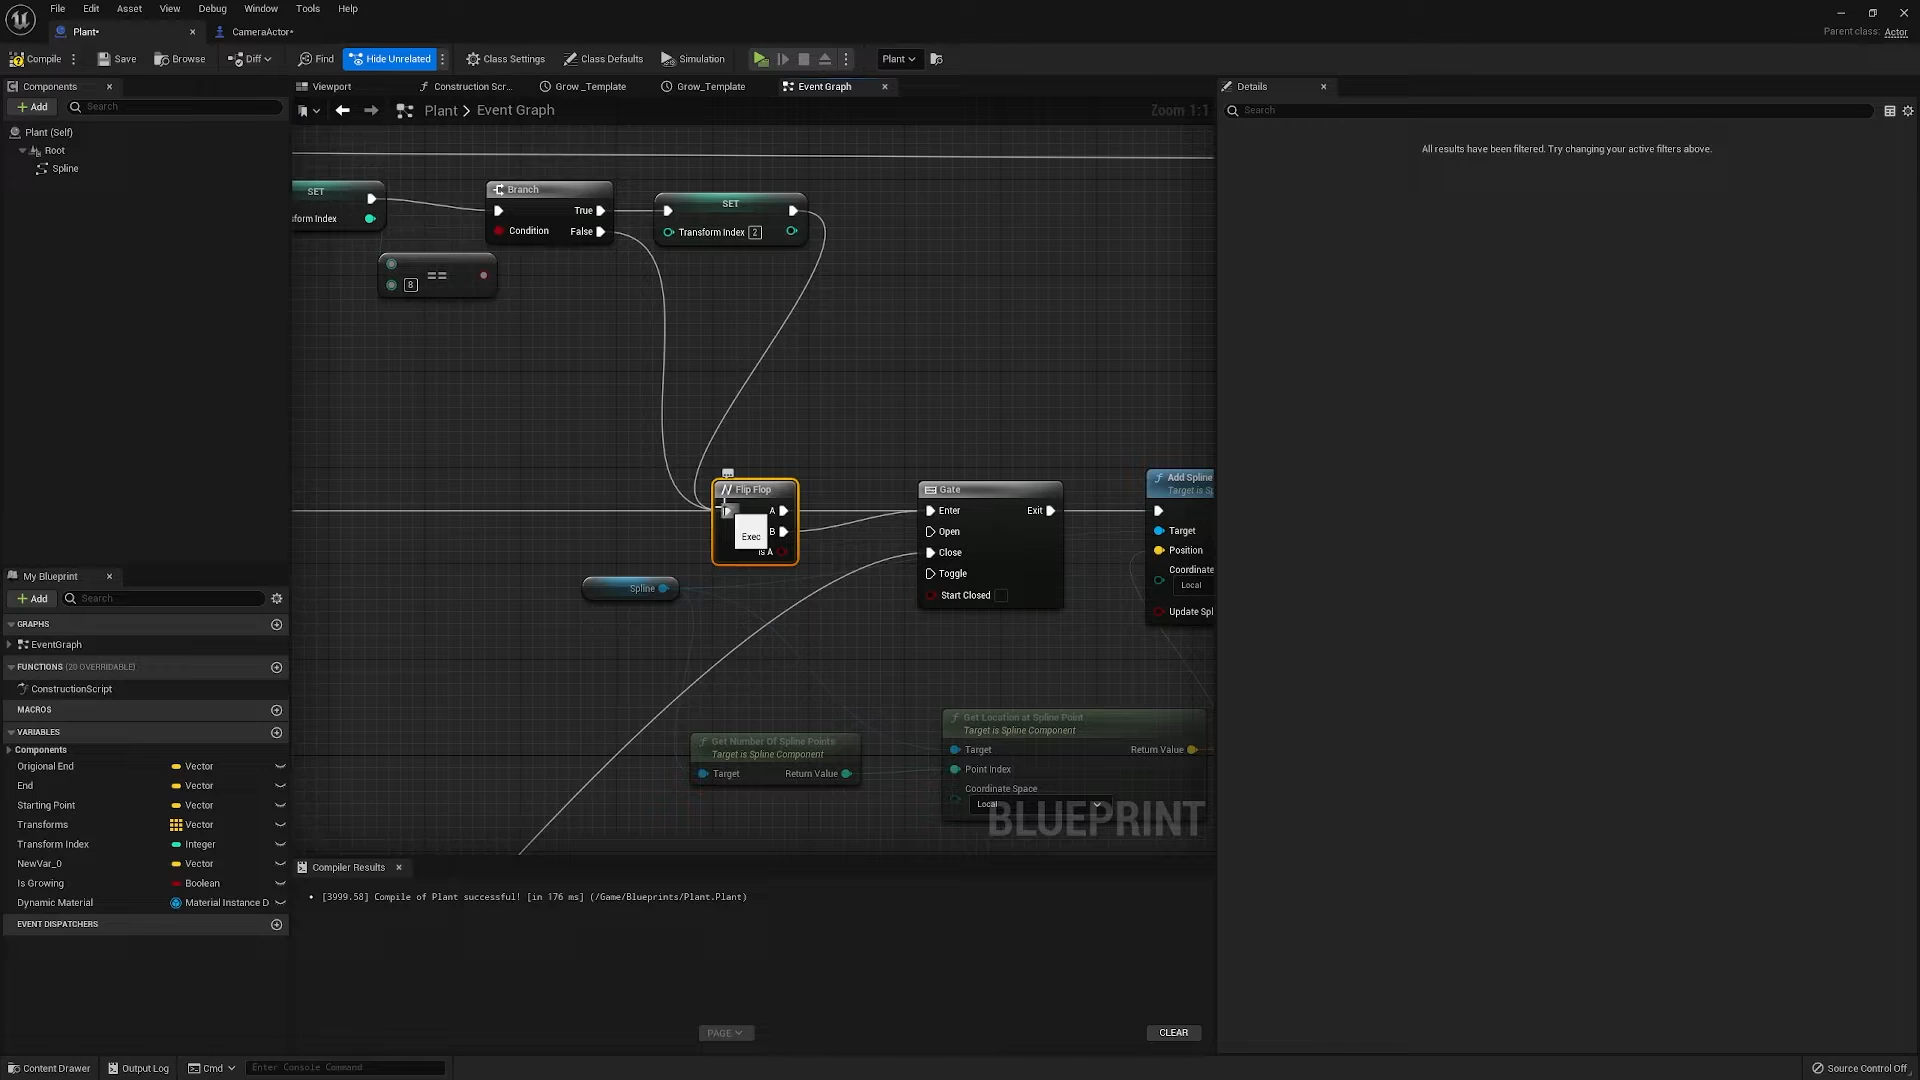 File Edit Asset View Debug Window Tools Help
Plant•
CameraActor•
Parent class: Actor
Compile
Save
Browse
Diff
Find
Hide Unrelated
Class Settings
Class Defaults
Simulation
Plant
Components
Viewport
Construction Scr...
Grow_Template
Grow_Template
Event Graph
Details
Add
Search
Plant > Event Graph
Zoom 1:1
Search
Plant (Self)
Root
Spline
All results have been filtered. Try changing your active filters above.
SET
Branch
SET
True
Condition
False
Transform Index 2
==
8
Flip Flop
A
B
Is A
Exec
Gate
Enter
Exit
Open
Close
Toggle
Start Closed
Add Spline
Target
Position
Coordinate
Local
Update Spl
Spline
Get Number Of Spline Points
Target is Spline Component
Target
Return Value
Get Location at Spline Point
Target is Spline Component
Target
Return Value
Point Index
Coordinate Space
Local
BLUEPRINT
My Blueprint
Add
Search
GRAPHS
EventGraph
FUNCTIONS (20 OVERRIDABLE)
ConstructionScript
MACROS
VARIABLES
Components
Origional End Vector
End Vector
Starting Point Vector
Transforms Vector
Transform Index Integer
NewVar_0 Vector
Is Growing Boolean
Dynamic Material Material Instance D
EVENT DISPATCHERS
Compiler Results
• [3999.58] Compile of Plant successful! [in 176 ms] (/Game/Blueprints/Plant.Plant)
PAGE
CLEAR
Content Drawer
Output Log
Cmd
Enter Console Command
Source Control Off